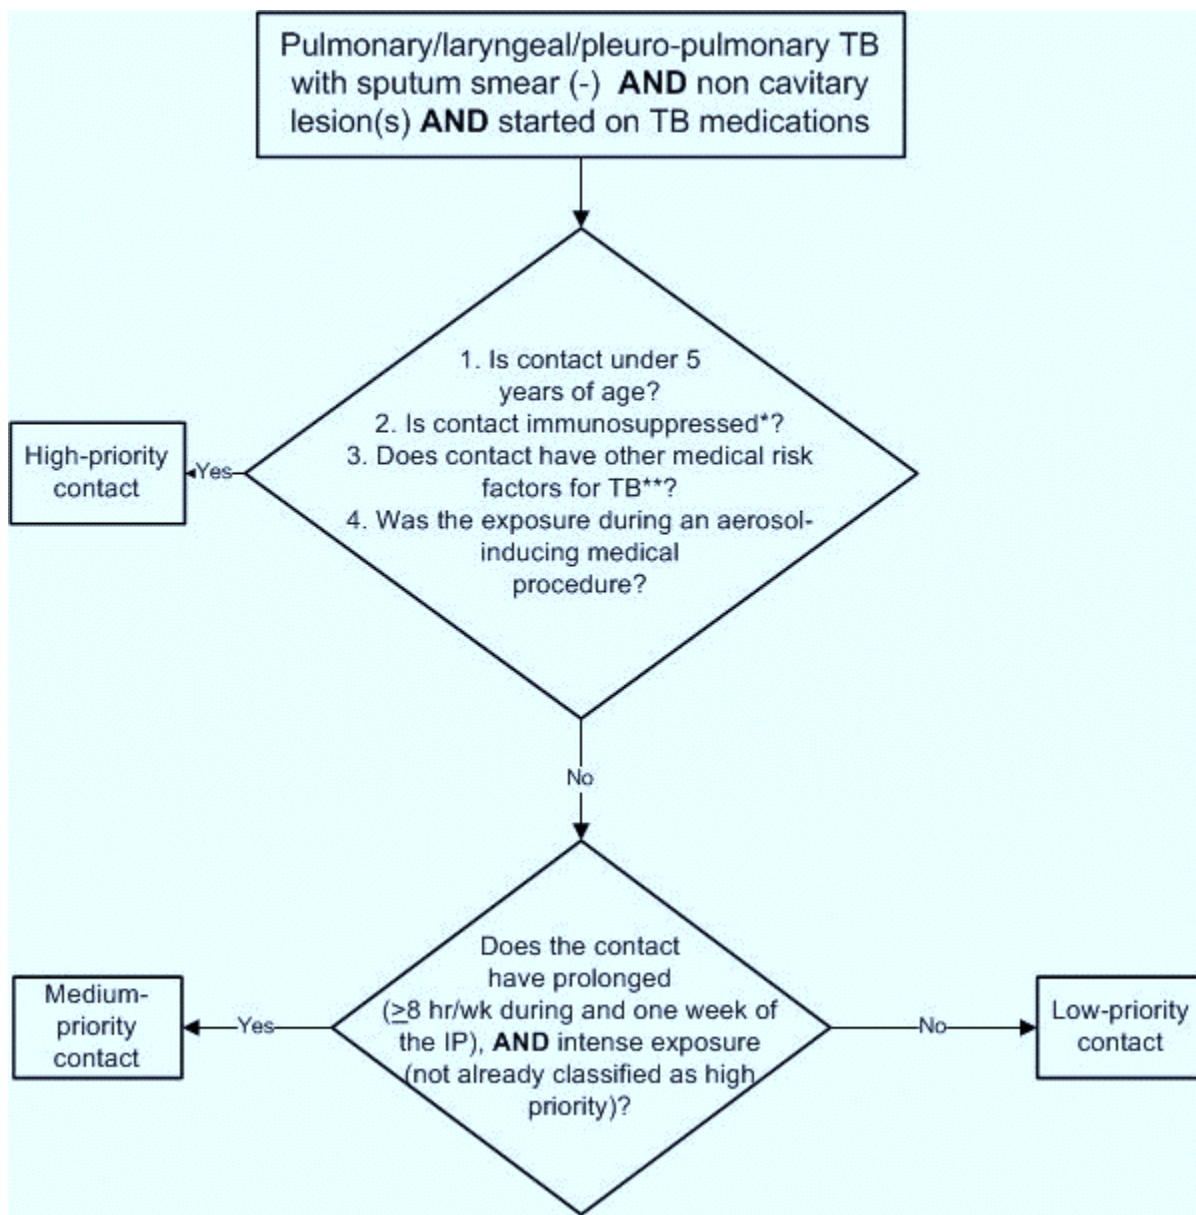 Pulmonary/laryngeal/pleuro-pulmonary TB
with sputum smear (-) AND non cavitary
lesion(s) AND started on TB medications
1. Is contact under 5
years of age?
2. Is contact immunosuppressed*?
3. Does contact have other medical risk
factors for TB**?
4. Was the exposure during an aerosol-
inducing medical
procedure?
Yes
High-priority
contact
No
Does the contact
have prolonged
(≥8 hr/wk during and one week of
the IP), AND intense exposure
(not already classified as high
priority)?
Yes
Medium-
priority
contact
No
Low-priority
contact